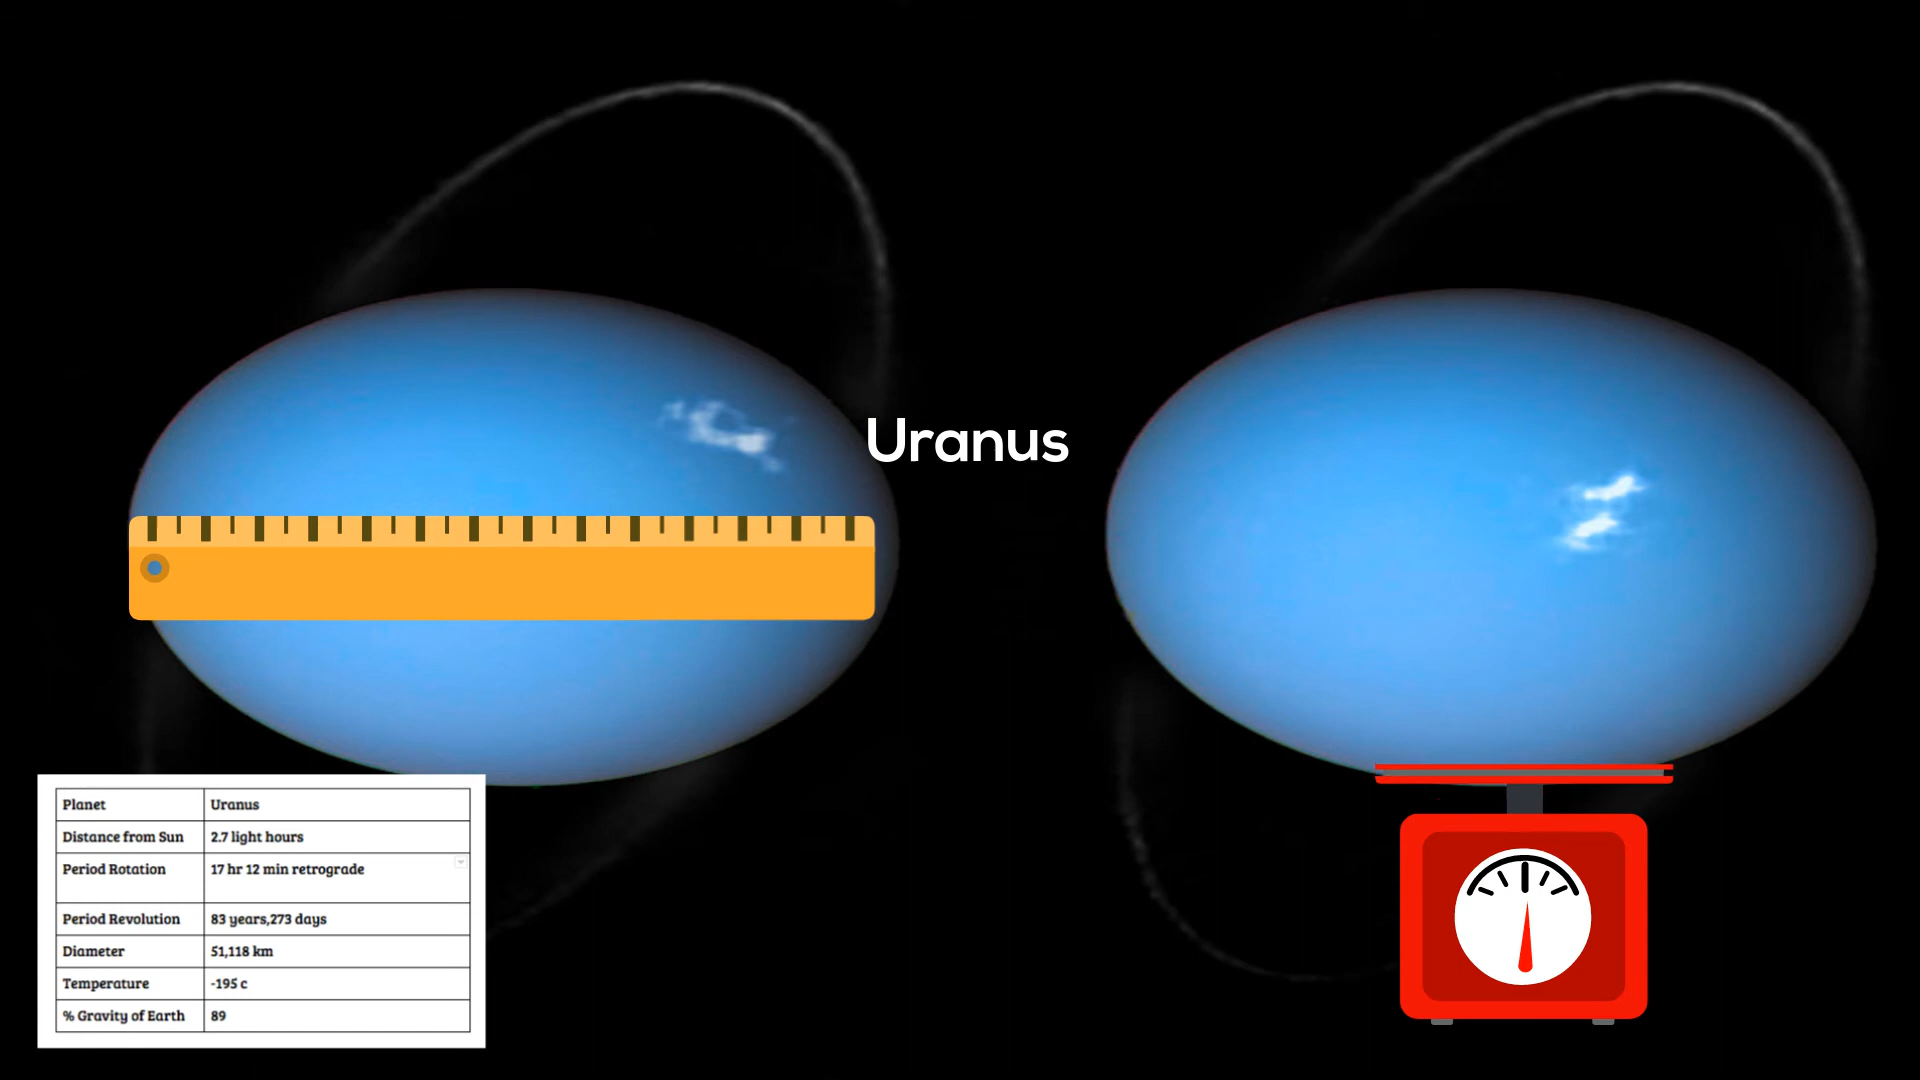 Uranus
Planet Uranus
Distance from Sun 2.7 light hours
Period Rotation 17 hr 12 min retrograde
Period Revolution 83 years,273 days
Diameter 51,118 km
Temperature -195 c
% Gravity of Earth 89